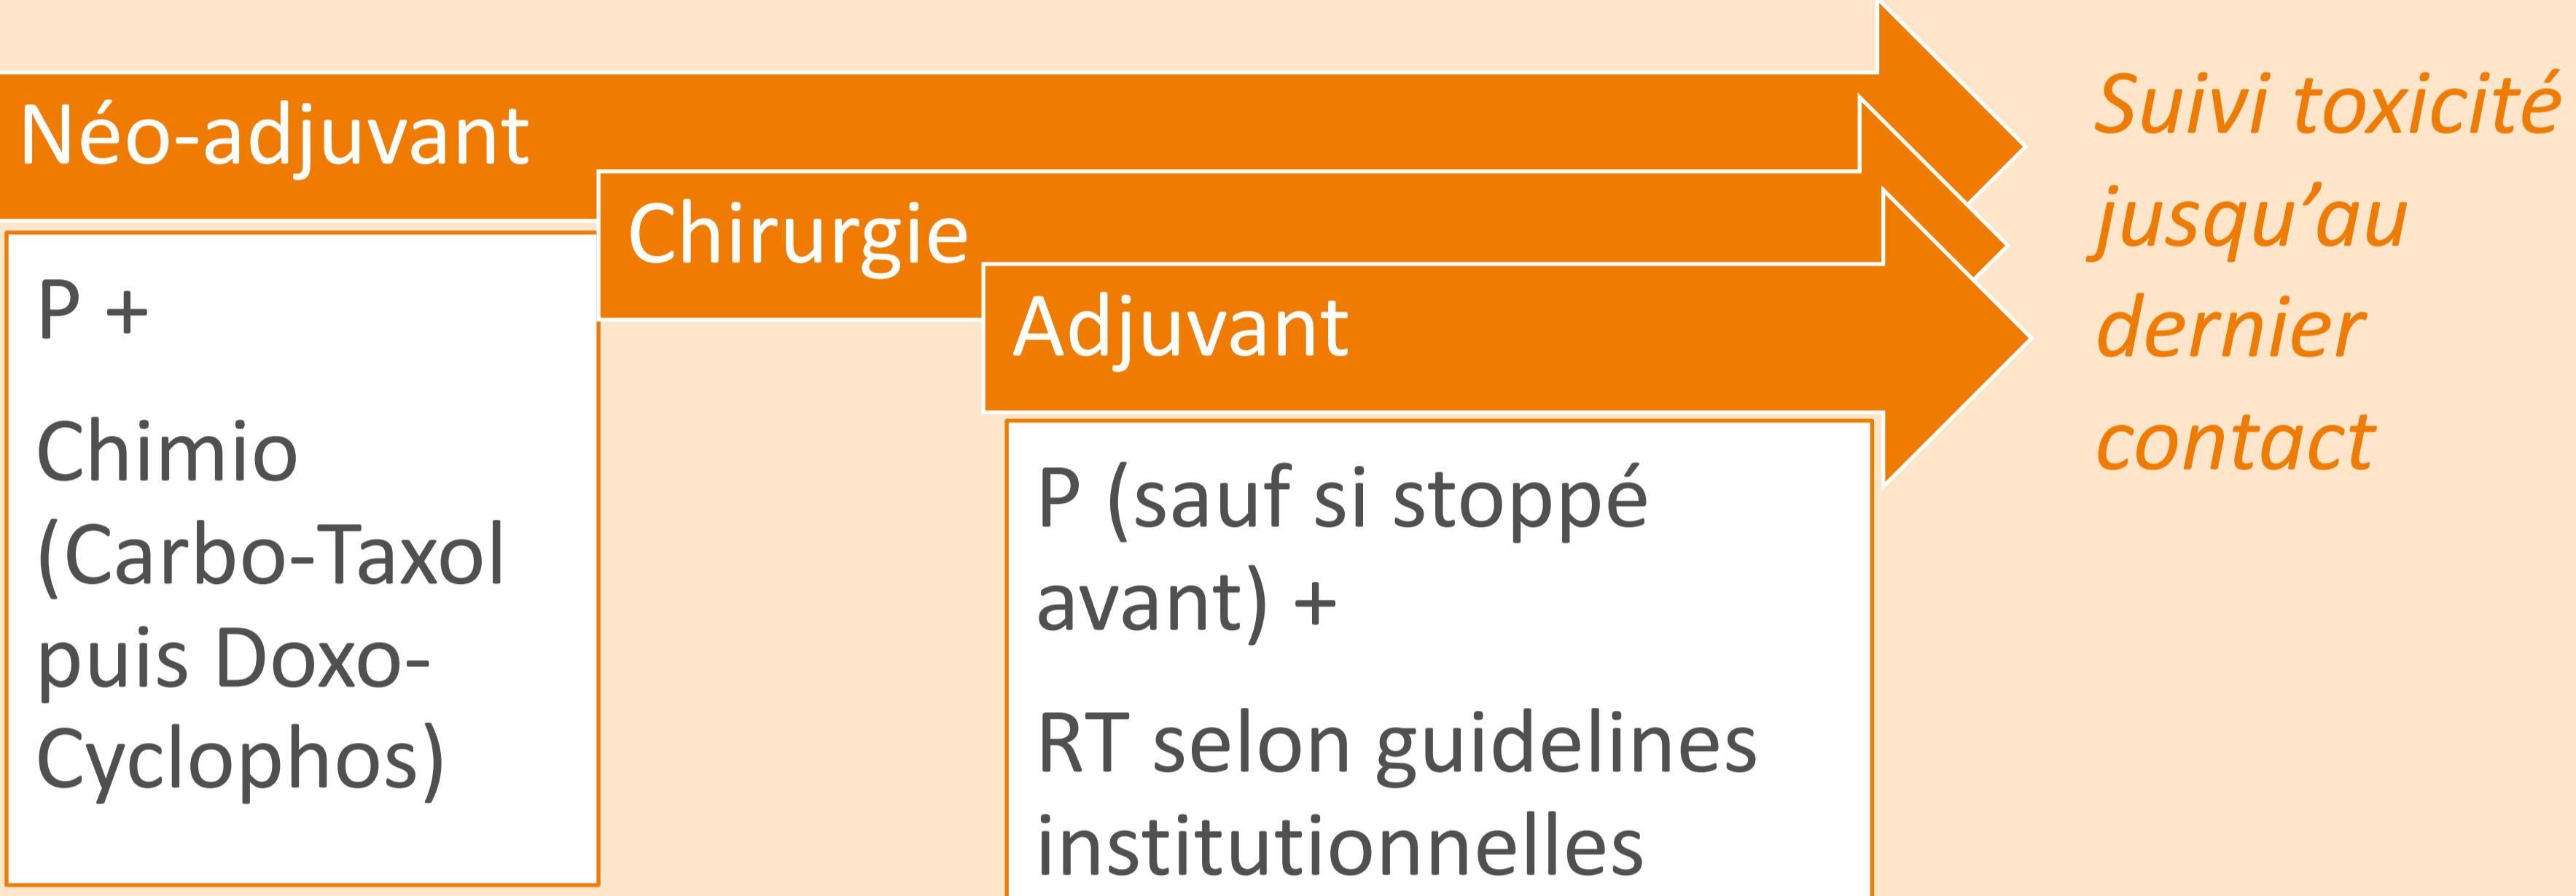 Néo-adjuvant
P +
Chimio
(Carbo-Taxol
puis Doxo-
Cyclophos)
Chirurgie
Adjuvant
P (sauf si stoppé
avant) +
RT selon guidelines
institutionnelles
Suivi toxicité
jusqu’au
dernier
contact